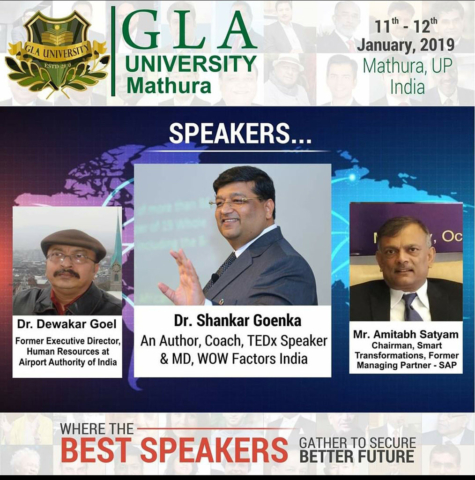 GLA UNIVERSITY
GLA
UNIVERSITY
Mathura
11th - 12th
January, 2019
Mathura, UP
India
SPEAKERS...
Dr. Dewakar Goel
Former Executive Director,
Human Resources at
Airport Authority of India
Dr. Shankar Goenka
An Author, Coach, TEDx Speaker
& MD, WOW Factors India
Mr. Amitabh Satyam
Chairman, Smart
Transformations, Former
Managing Partner - SAP
WHERE THE
BEST SPEAKERS
GATHER TO SECURE
BETTER FUTURE